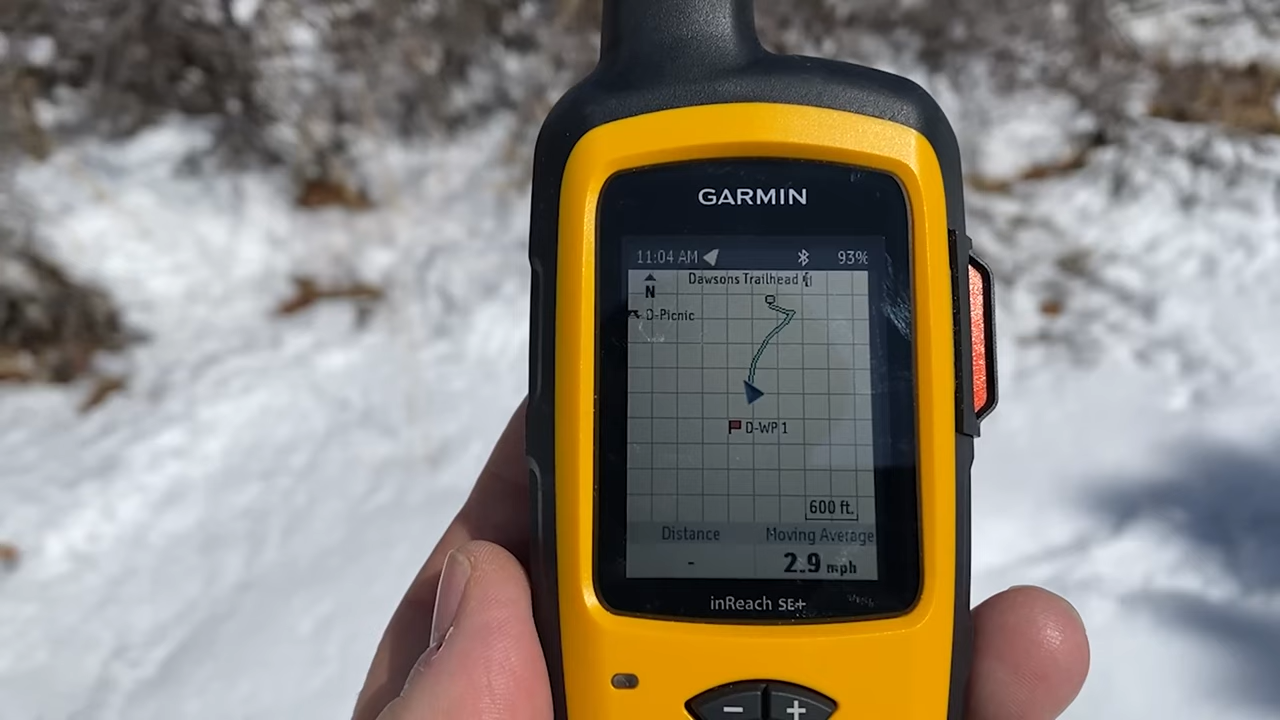 GARMIN
11:04 AM 93%
Dawsons Trailhead
N
D-Picnic
D-WP 1
600 ft.
Distance Moving Average
- 2.9 mph
inReach SE+
− +